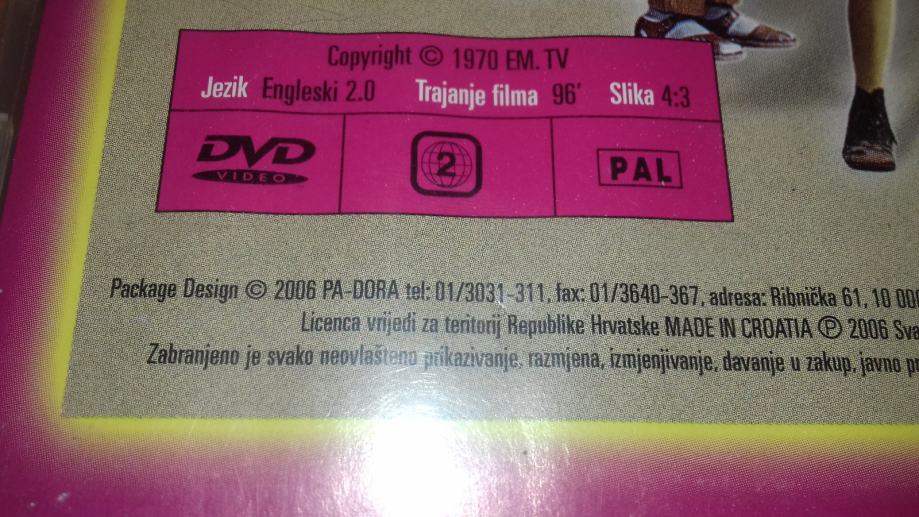 Copyright © 1970 EM.TV
Jezik Engleski 2.0 Trajanje filma 96' Slika 4:3
DVD VIDEO 2 PAL
Package Design © 2006 PA-DORA tel: 01/3031-311, fax: 01/3640-367, adresa: Ribnička 61, 10
Licenca vrijedi za teritorij Republike Hrvatske MADE IN CROATIA ℗ 2006
Zabranjeno je svako neovlašteno prikazivanje, razmjena, izmjenjivanje, davanje u zakup, javno